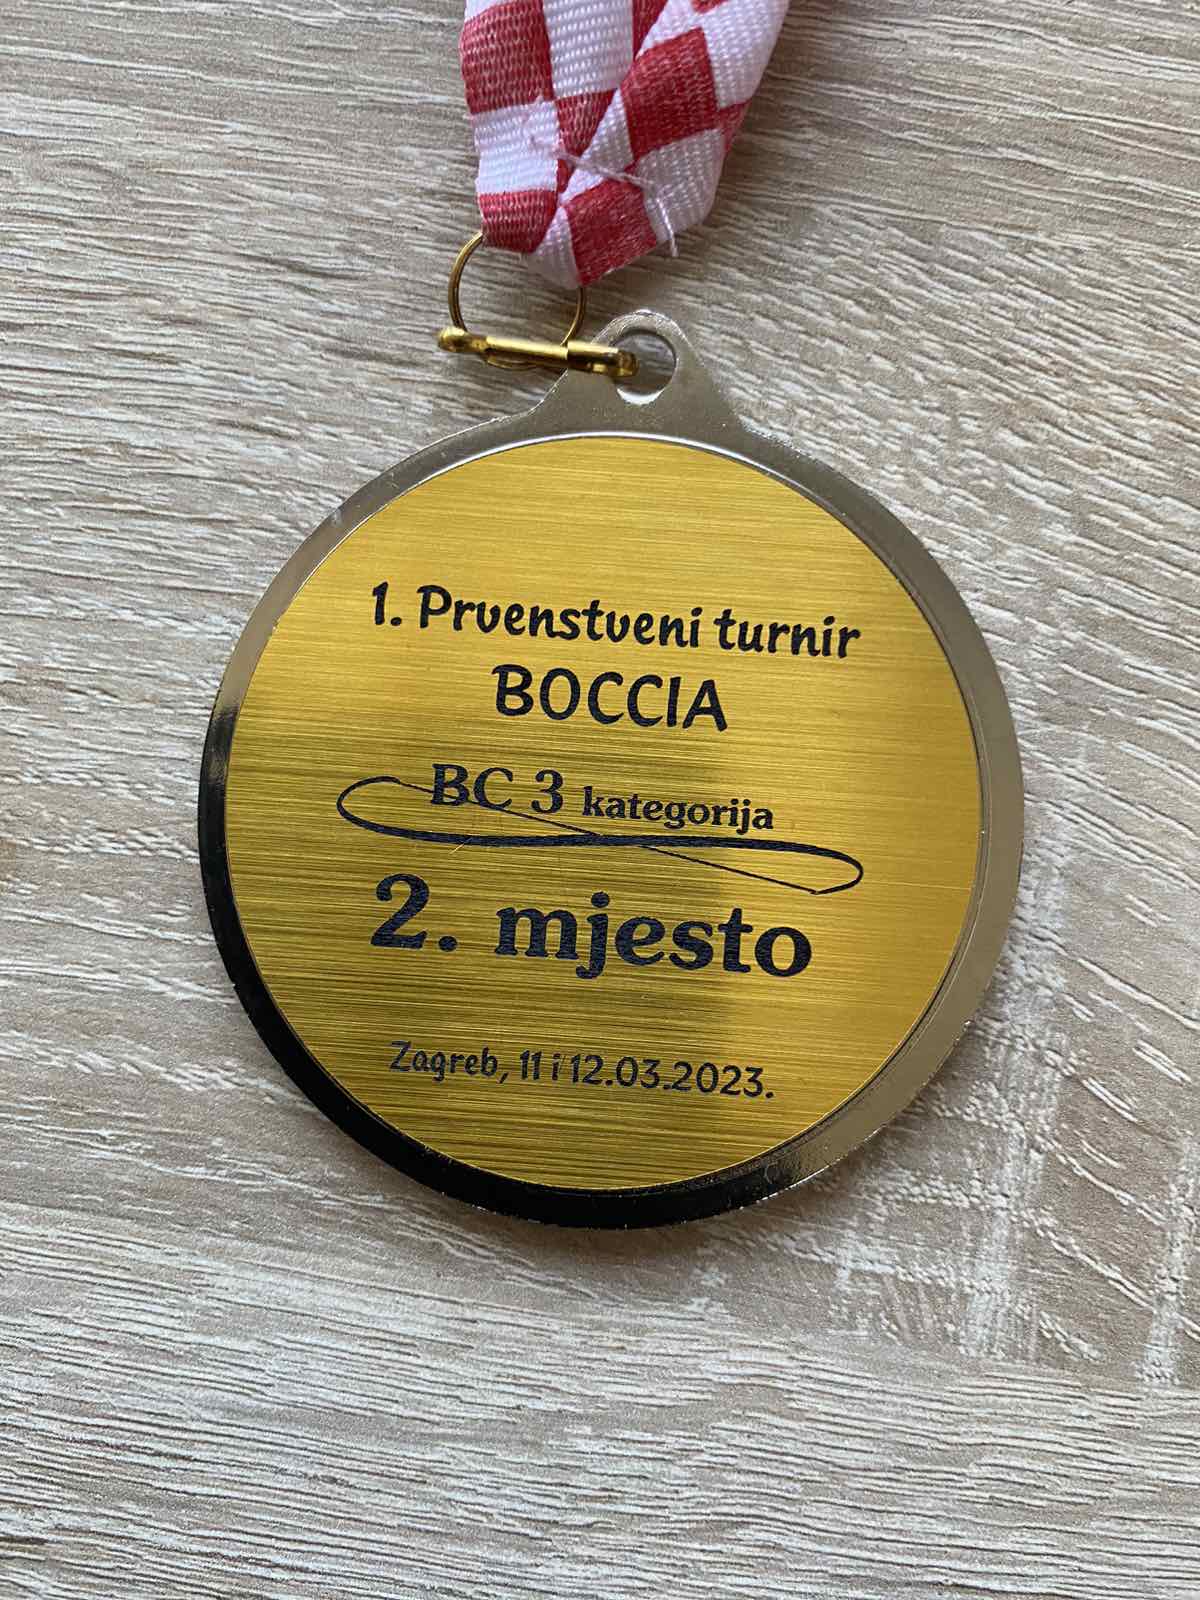 1. Prvenstveni turnir
BOCCIA
BC 3 kategorija
2. mjesto
Zagreb, 11 i 12.03.2023.